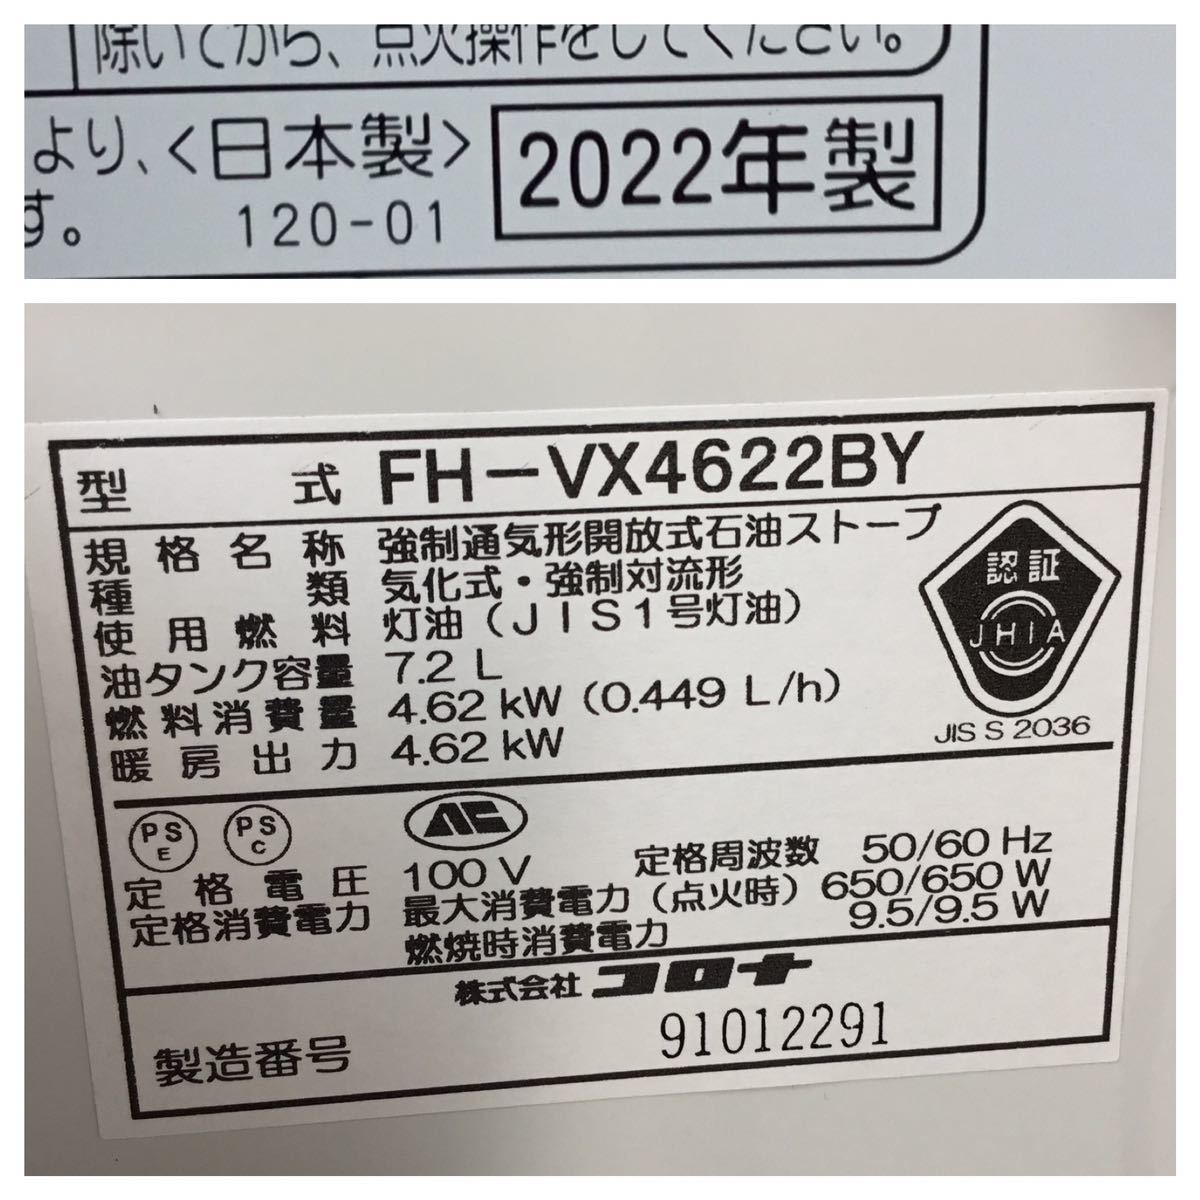 除いてから、点火操作をしてください。
より、<日本製> 2022年製
す。 120-01
型式 FH-VX4622BY
規格名称 強制通気形開放式石油ストーブ
種類 気化式・強制対流形
使用燃料 灯油(JIS1号灯油)
油タンク容量 7.2 L
燃料消費量 4.62 kW (0.449 L/h)
暖房出力 4.62 kW
認証
JHIA
JIS S 2036
PS E PS C
定格電圧 100 V 定格周波数 50/60 Hz
定格消費電力 最大消費電力(点火時) 650/650 W
燃焼時消費電力 9.5/9.5 W
株式会社 コロナ
製造番号 91012291